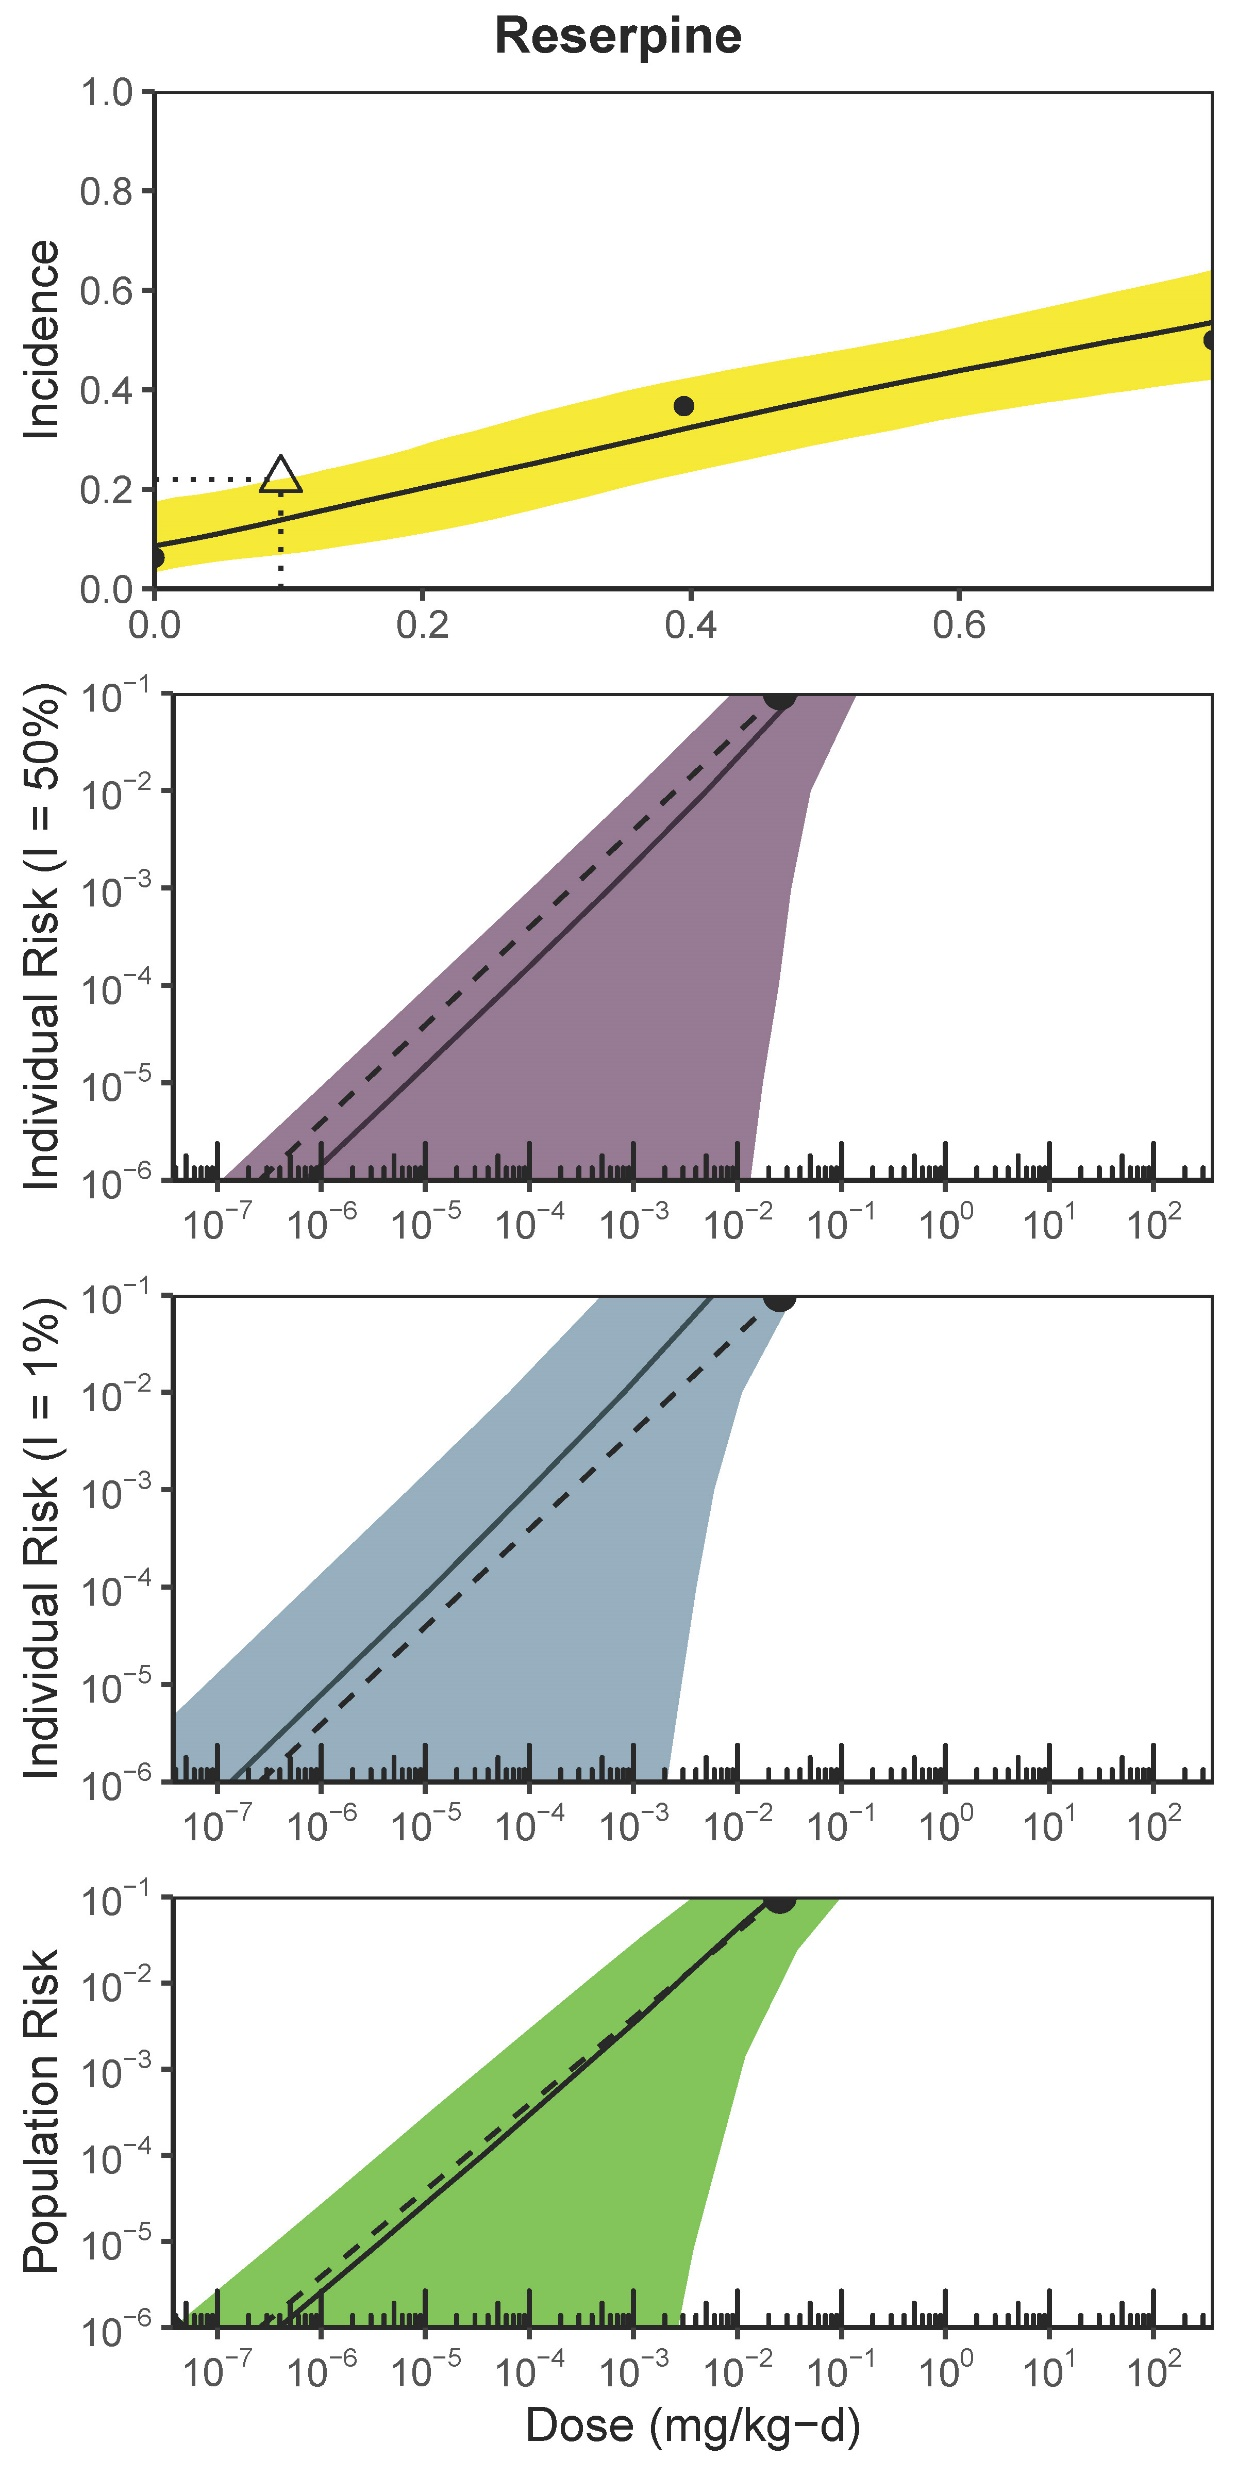 Reserpine
Incidence
1.0
0.8
0.6
0.4
0.2
0.0
0.0 0.2 0.4 0.6
Individual Risk (I = 50%)
10⁻¹
10⁻²
10⁻³
10⁻⁴
10⁻⁵
10⁻⁶
10⁻⁷ 10⁻⁶ 10⁻⁵ 10⁻⁴ 10⁻³ 10⁻² 10⁻¹ 10⁰ 10¹ 10²
Individual Risk (I = 1%)
10⁻¹
10⁻²
10⁻³
10⁻⁴
10⁻⁵
10⁻⁶
10⁻⁷ 10⁻⁶ 10⁻⁵ 10⁻⁴ 10⁻³ 10⁻² 10⁻¹ 10⁰ 10¹ 10²
Population Risk
10⁻¹
10⁻²
10⁻³
10⁻⁴
10⁻⁵
10⁻⁶
10⁻⁷ 10⁻⁶ 10⁻⁵ 10⁻⁴ 10⁻³ 10⁻² 10⁻¹ 10⁰ 10¹ 10²
Dose (mg/kg−d)